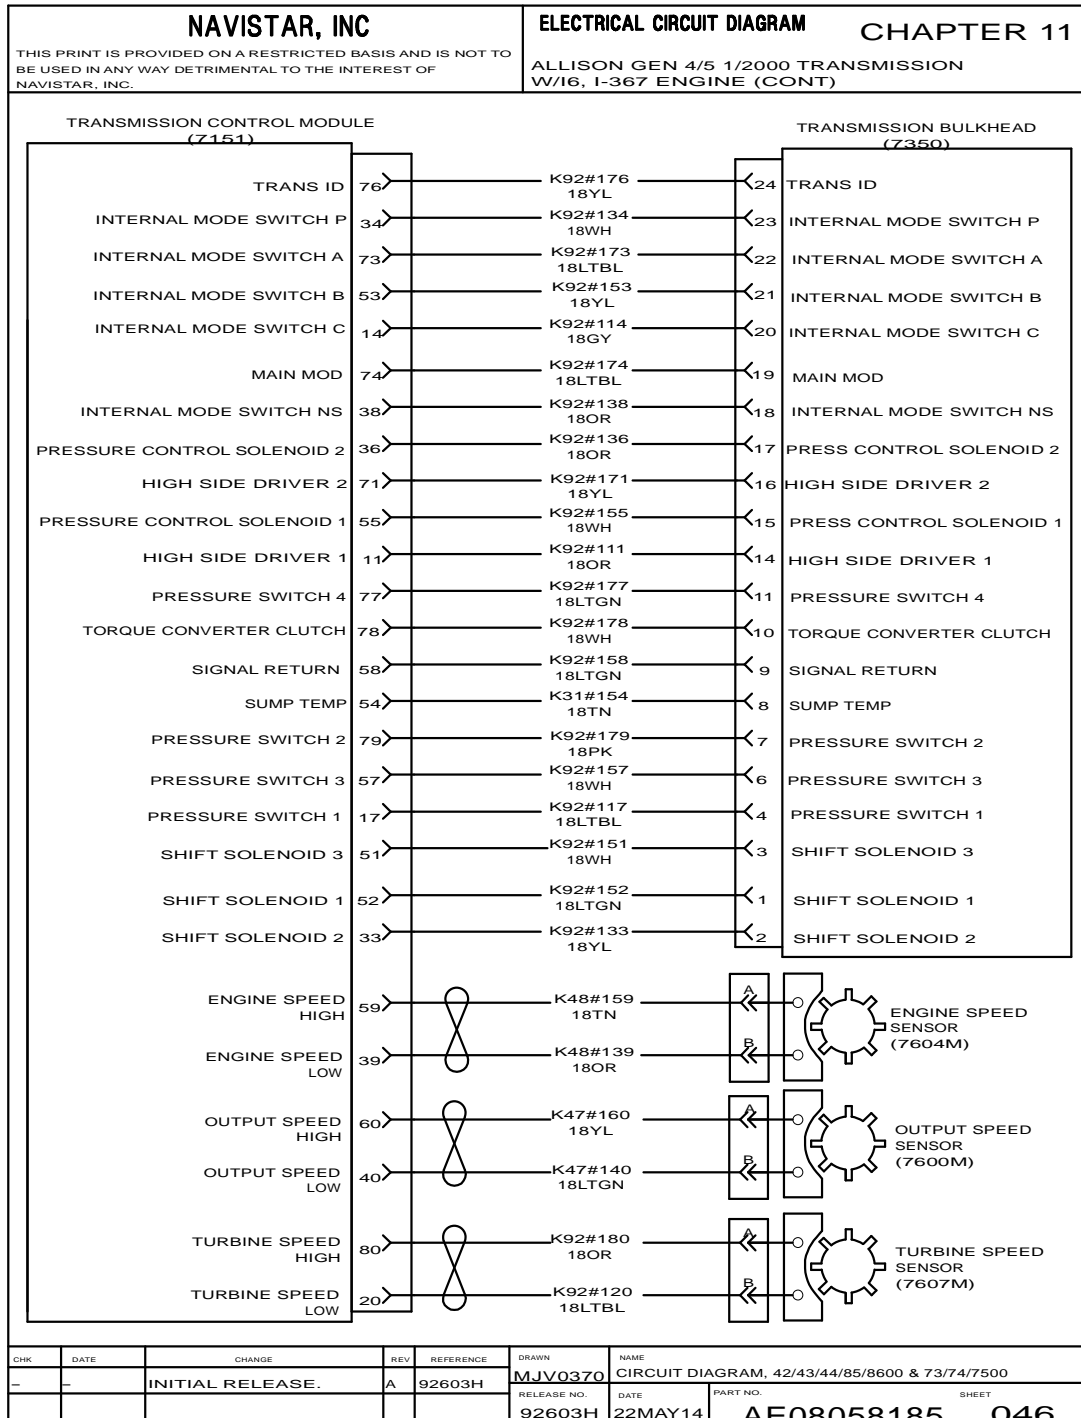 NAVISTAR, INC
THIS PRINT IS PROVIDED ON A RESTRICTED BASIS AND IS NOT TO
BE USED IN ANY WAY DETRIMENTAL TO THE INTEREST OF
NAVISTAR, INC.
ELECTRICAL CIRCUIT DIAGRAM
CHAPTER 11
ALLISON GEN 4/5 1/2000 TRANSMISSION
W/I6, I-367 ENGINE (CONT)
TRANSMISSION CONTROL MODULE
(7151)
TRANSMISSION BULKHEAD
(7350)
TRANS ID 76 K92#176 24 TRANS ID
18YL
INTERNAL MODE SWITCH P 34 K92#134 23 INTERNAL MODE SWITCH P
18WH
INTERNAL MODE SWITCH A 73 K92#173 22 INTERNAL MODE SWITCH A
18LTBL
INTERNAL MODE SWITCH B 53 K92#153 21 INTERNAL MODE SWITCH B
18YL
INTERNAL MODE SWITCH C 14 K92#114 20 INTERNAL MODE SWITCH C
18GY
MAIN MOD 74 K92#174 19 MAIN MOD
18LTBL
INTERNAL MODE SWITCH NS 38 K92#138 18 INTERNAL MODE SWITCH NS
18OR
PRESSURE CONTROL SOLENOID 2 36 K92#136 17 PRESS CONTROL SOLENOID 2
18OR
HIGH SIDE DRIVER 2 71 K92#171 16 HIGH SIDE DRIVER 2
18YL
PRESSURE CONTROL SOLENOID 1 55 K92#155 15 PRESS CONTROL SOLENOID 1
18WH
HIGH SIDE DRIVER 1 11 K92#111 14 HIGH SIDE DRIVER 1
18OR
PRESSURE SWITCH 4 77 K92#177 11 PRESSURE SWITCH 4
18LTGN
TORQUE CONVERTER CLUTCH 78 K92#178 10 TORQUE CONVERTER CLUTCH
18WH
SIGNAL RETURN 58 K92#158 9 SIGNAL RETURN
18LTGN
SUMP TEMP 54 K31#154 8 SUMP TEMP
18TN
PRESSURE SWITCH 2 79 K92#179 7 PRESSURE SWITCH 2
18PK
PRESSURE SWITCH 3 57 K92#157 6 PRESSURE SWITCH 3
18WH
PRESSURE SWITCH 1 17 K92#117 4 PRESSURE SWITCH 1
18LTBL
SHIFT SOLENOID 3 51 K92#151 3 SHIFT SOLENOID 3
18WH
SHIFT SOLENOID 1 52 K92#152 1 SHIFT SOLENOID 1
18LTGN
SHIFT SOLENOID 2 33 K92#133 2 SHIFT SOLENOID 2
18YL
ENGINE SPEED HIGH 59 K48#159 A
18TN
ENGINE SPEED LOW 39 K48#139 B
18OR
ENGINE SPEED
SENSOR
(7604M)
OUTPUT SPEED HIGH 60 K47#160 A
18YL
OUTPUT SPEED LOW 40 K47#140 B
18LTGN
OUTPUT SPEED
SENSOR
(7600M)
TURBINE SPEED HIGH 80 K92#180 A
18OR
TURBINE SPEED LOW 20 K92#120 B
18LTBL
TURBINE SPEED
SENSOR
(7607M)
CHK DATE CHANGE REV REFERENCE
– – INITIAL RELEASE. A 92603H
DRAWN NAME
MJV0370 CIRCUIT DIAGRAM, 42/43/44/85/8600 & 73/74/7500
RELEASE NO. DATE PART NO. SHEET
92603H 22MAY14 AE08058185 046